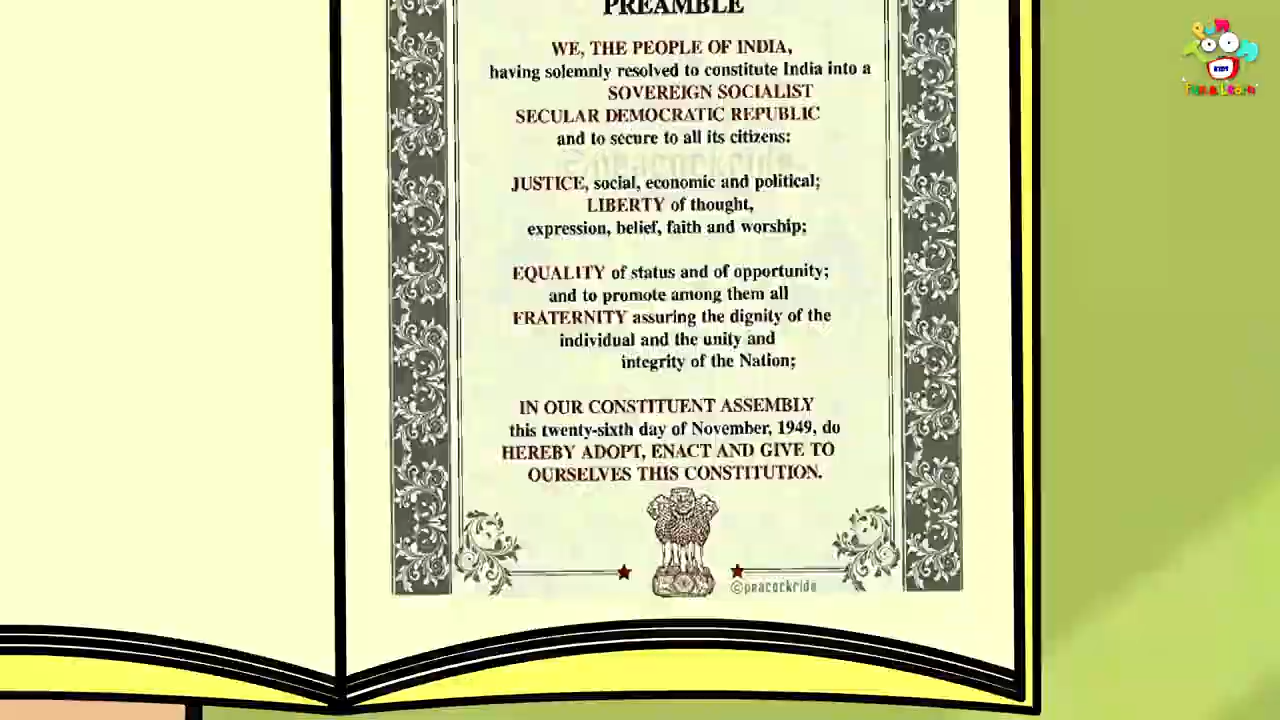 PREAMBLE
WE, THE PEOPLE OF INDIA,
having solemnly resolved to constitute India into a
SOVEREIGN SOCIALIST
SECULAR DEMOCRATIC REPUBLIC
and to secure to all its citizens:
JUSTICE, social, economic and political;
LIBERTY of thought,
expression, belief, faith and worship;
EQUALITY of status and of opportunity;
and to promote among them all
FRATERNITY assuring the dignity of the
individual and the unity and
integrity of the Nation;
IN OUR CONSTITUENT ASSEMBLY
this twenty-sixth day of November, 1949, do
HEREBY ADOPT, ENACT AND GIVE TO
OURSELVES THIS CONSTITUTION.
©peacockride
KIDS
Fun & Learn